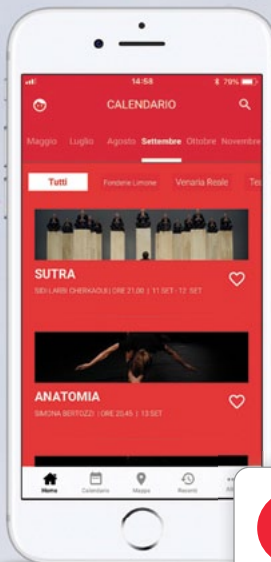 14:58
79%
CALENDARIO
Maggio Luglio Agosto Settembre Ottobre Novembre
Tutti Fonderie Limone Venaria Reale
SUTRA
SIDI LARBI CHERKAOUI | ORE 21,00 | 11 SET - 12 SET
ANATOMIA
SIMONA BERTOZZI | ORE 20,45 | 13 SET
Home Calendario Mappa Recenti